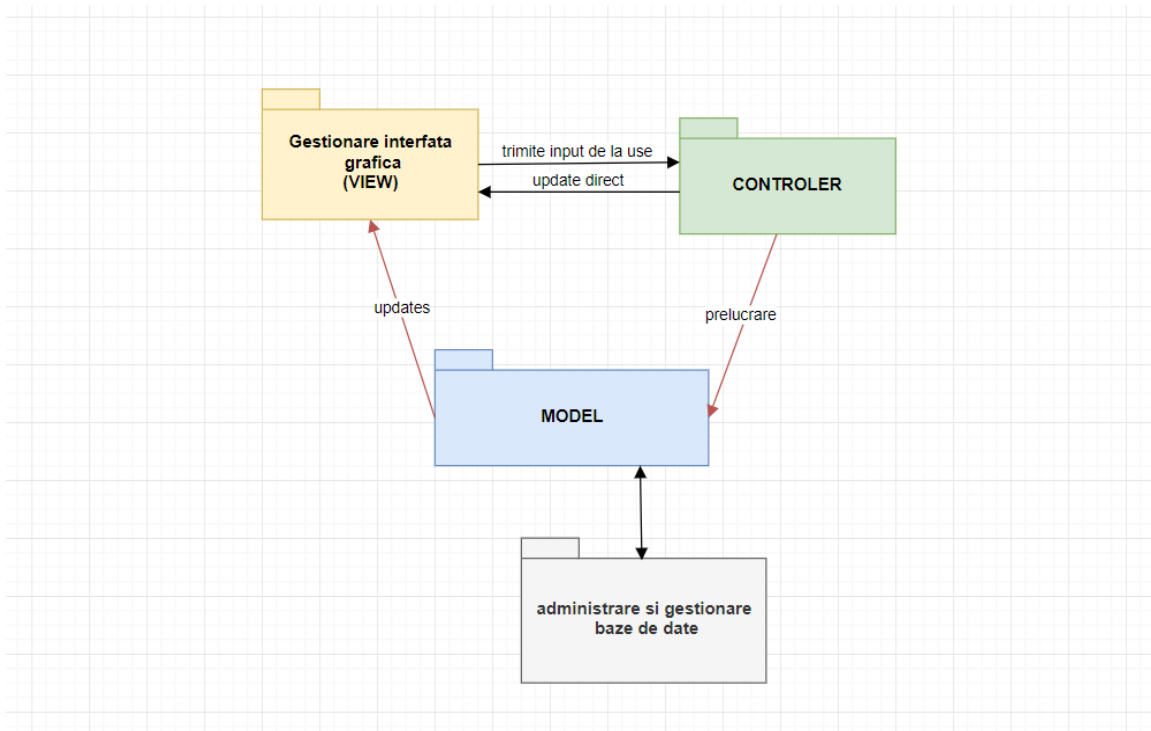 Gestionare interfata
grafica
(VIEW)
trimite input de la use
update direct
CONTROLER
updates
prelucrare
MODEL
administrare si gestionare
baze de date